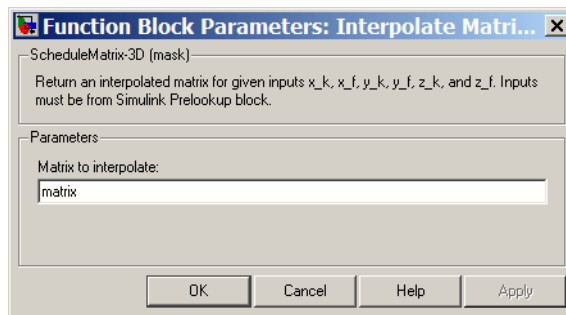 Function Block Parameters: Interpolate Matri...
ScheduleMatrix-3D (mask)
Return an interpolated matrix for given inputs x_k, x_f, y_k, y_f, z_k, and z_f. Inputs
must be from Simulink Prelookup block.
Parameters
Matrix to interpolate:
matrix
OK Cancel Help Apply